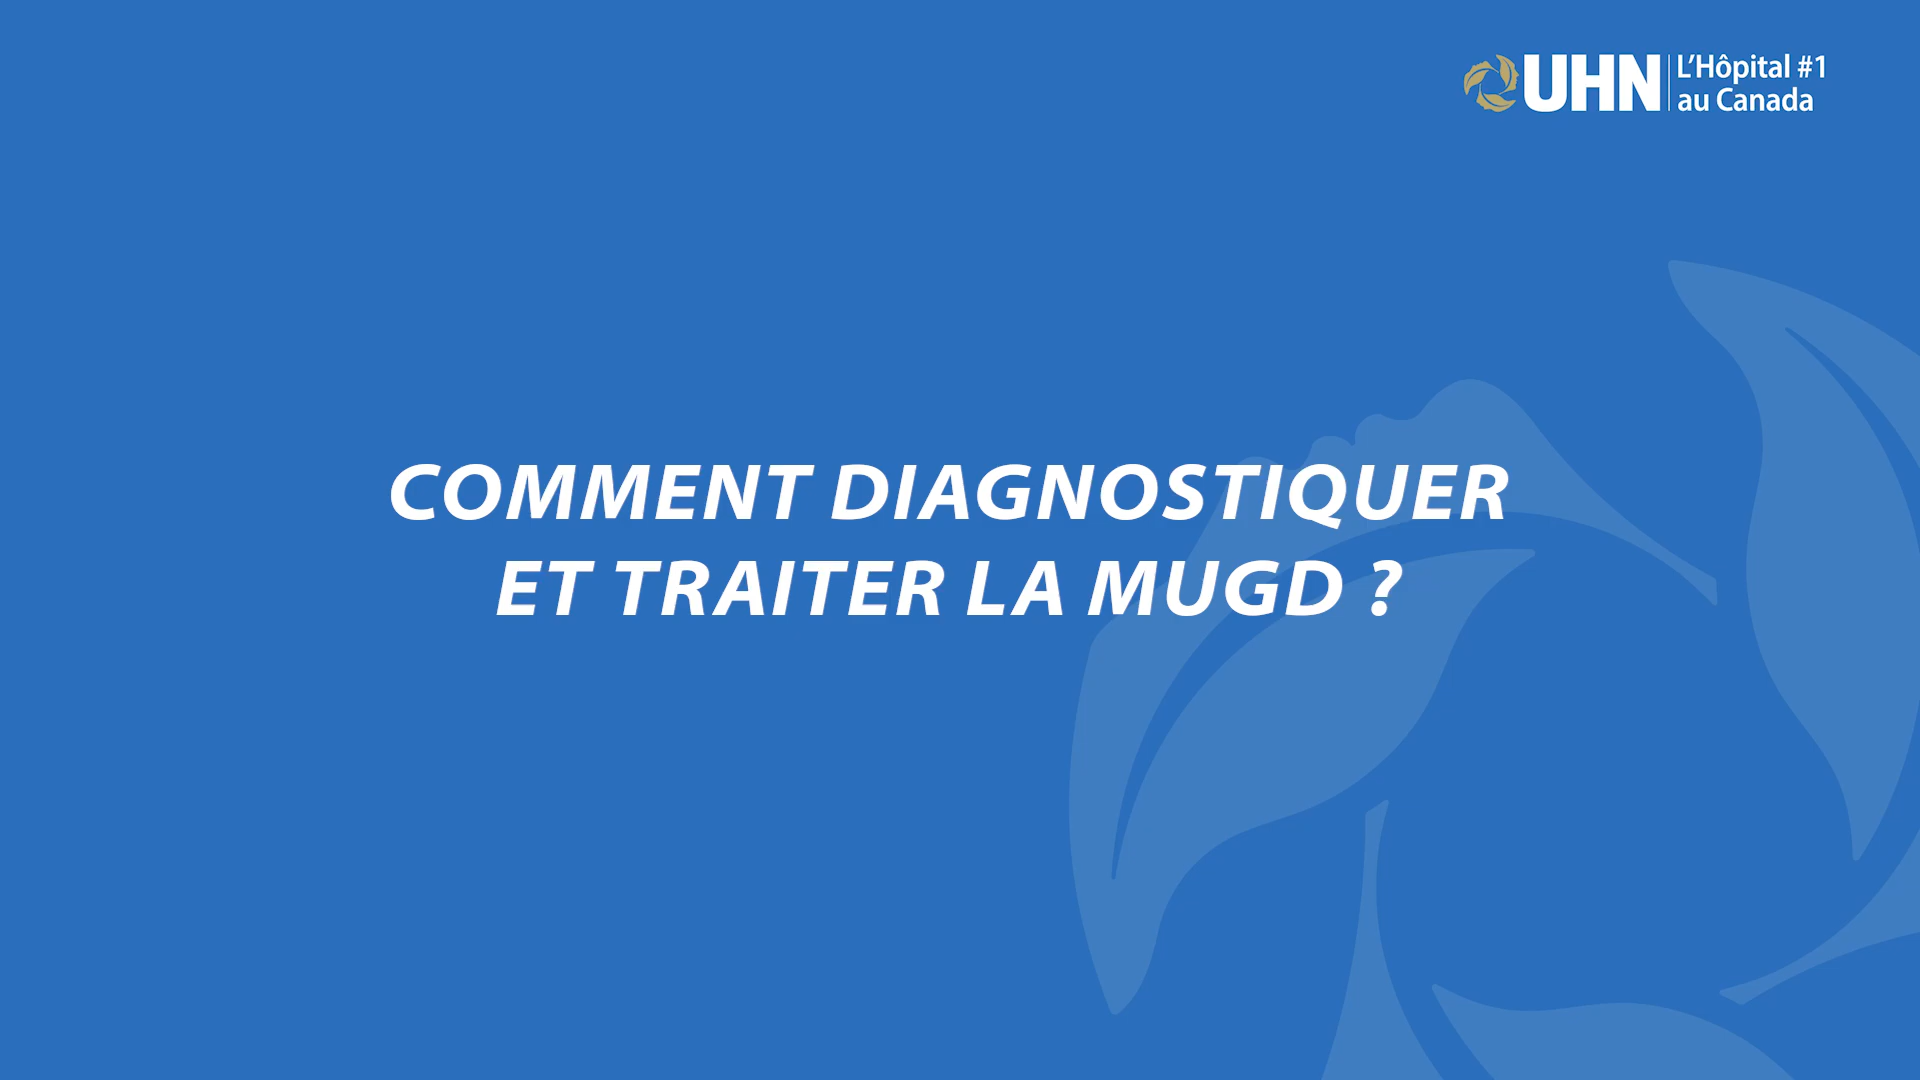 UHN
L'Hôpital #1
au Canada
COMMENT DIAGNOSTIQUER
ET TRAITER LA MUGD ?